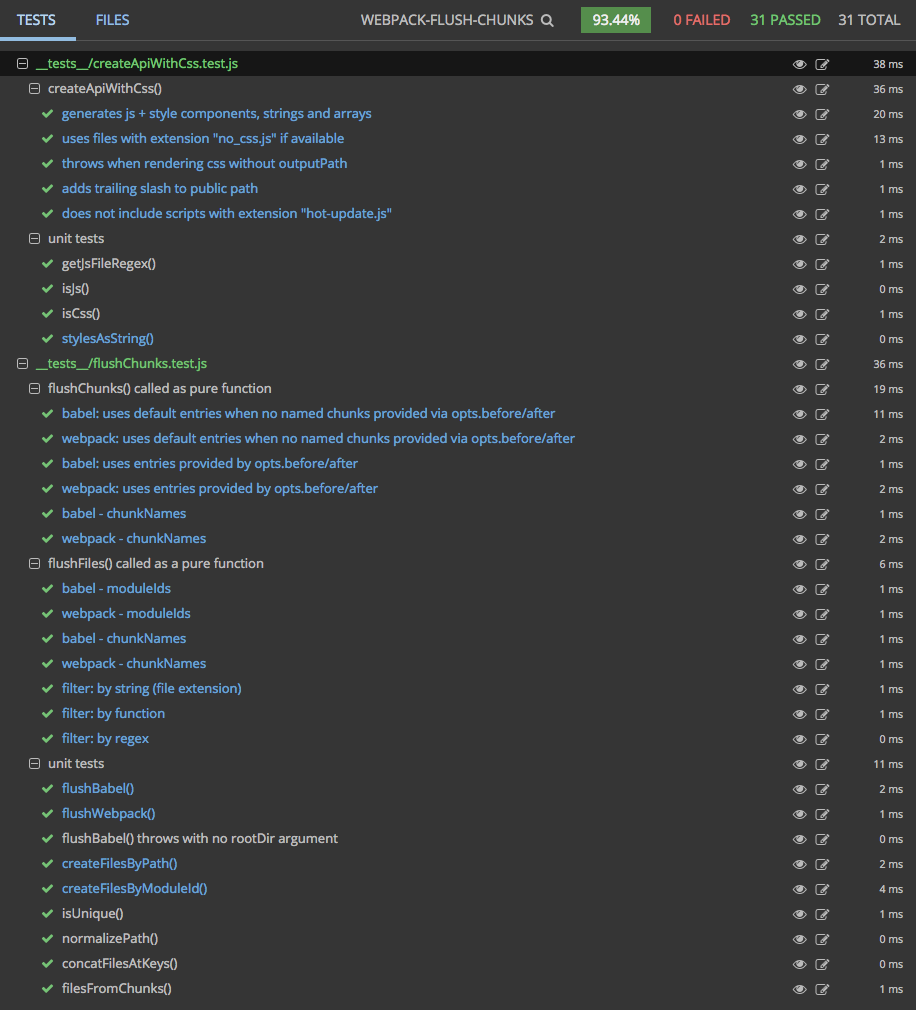 TESTS FILES WEBPACK-FLUSH-CHUNKS 93.44% 0 FAILED 31 PASSED 31 TOTAL
__tests__/createApiWithCss.test.js 38 ms
createApiWithCss() 36 ms
generates js + style components, strings and arrays 20 ms
uses files with extension "no_css.js" if available 13 ms
throws when rendering css without outputPath 1 ms
adds trailing slash to public path 1 ms
does not include scripts with extension "hot-update.js" 1 ms
unit tests 2 ms
getJsFileRegex() 1 ms
isJs() 0 ms
isCss() 1 ms
stylesAsString() 0 ms
__tests__/flushChunks.test.js 36 ms
flushChunks() called as pure function 19 ms
babel: uses default entries when no named chunks provided via opts.before/after 11 ms
webpack: uses default entries when no named chunks provided via opts.before/after 2 ms
babel: uses entries provided by opts.before/after 1 ms
webpack: uses entries provided by opts.before/after 2 ms
babel - chunkNames 1 ms
webpack - chunkNames 2 ms
flushFiles() called as a pure function 6 ms
babel - moduleIds 1 ms
webpack - moduleIds 1 ms
babel - chunkNames 1 ms
webpack - chunkNames 1 ms
filter: by string (file extension) 1 ms
filter: by function 1 ms
filter: by regex 0 ms
unit tests 11 ms
flushBabel() 2 ms
flushWebpack() 1 ms
flushBabel() throws with no rootDir argument 0 ms
createFilesByPath() 2 ms
createFilesByModuleId() 4 ms
isUnique() 1 ms
normalizePath() 0 ms
concatFilesAtKeys() 0 ms
filesFromChunks() 1 ms